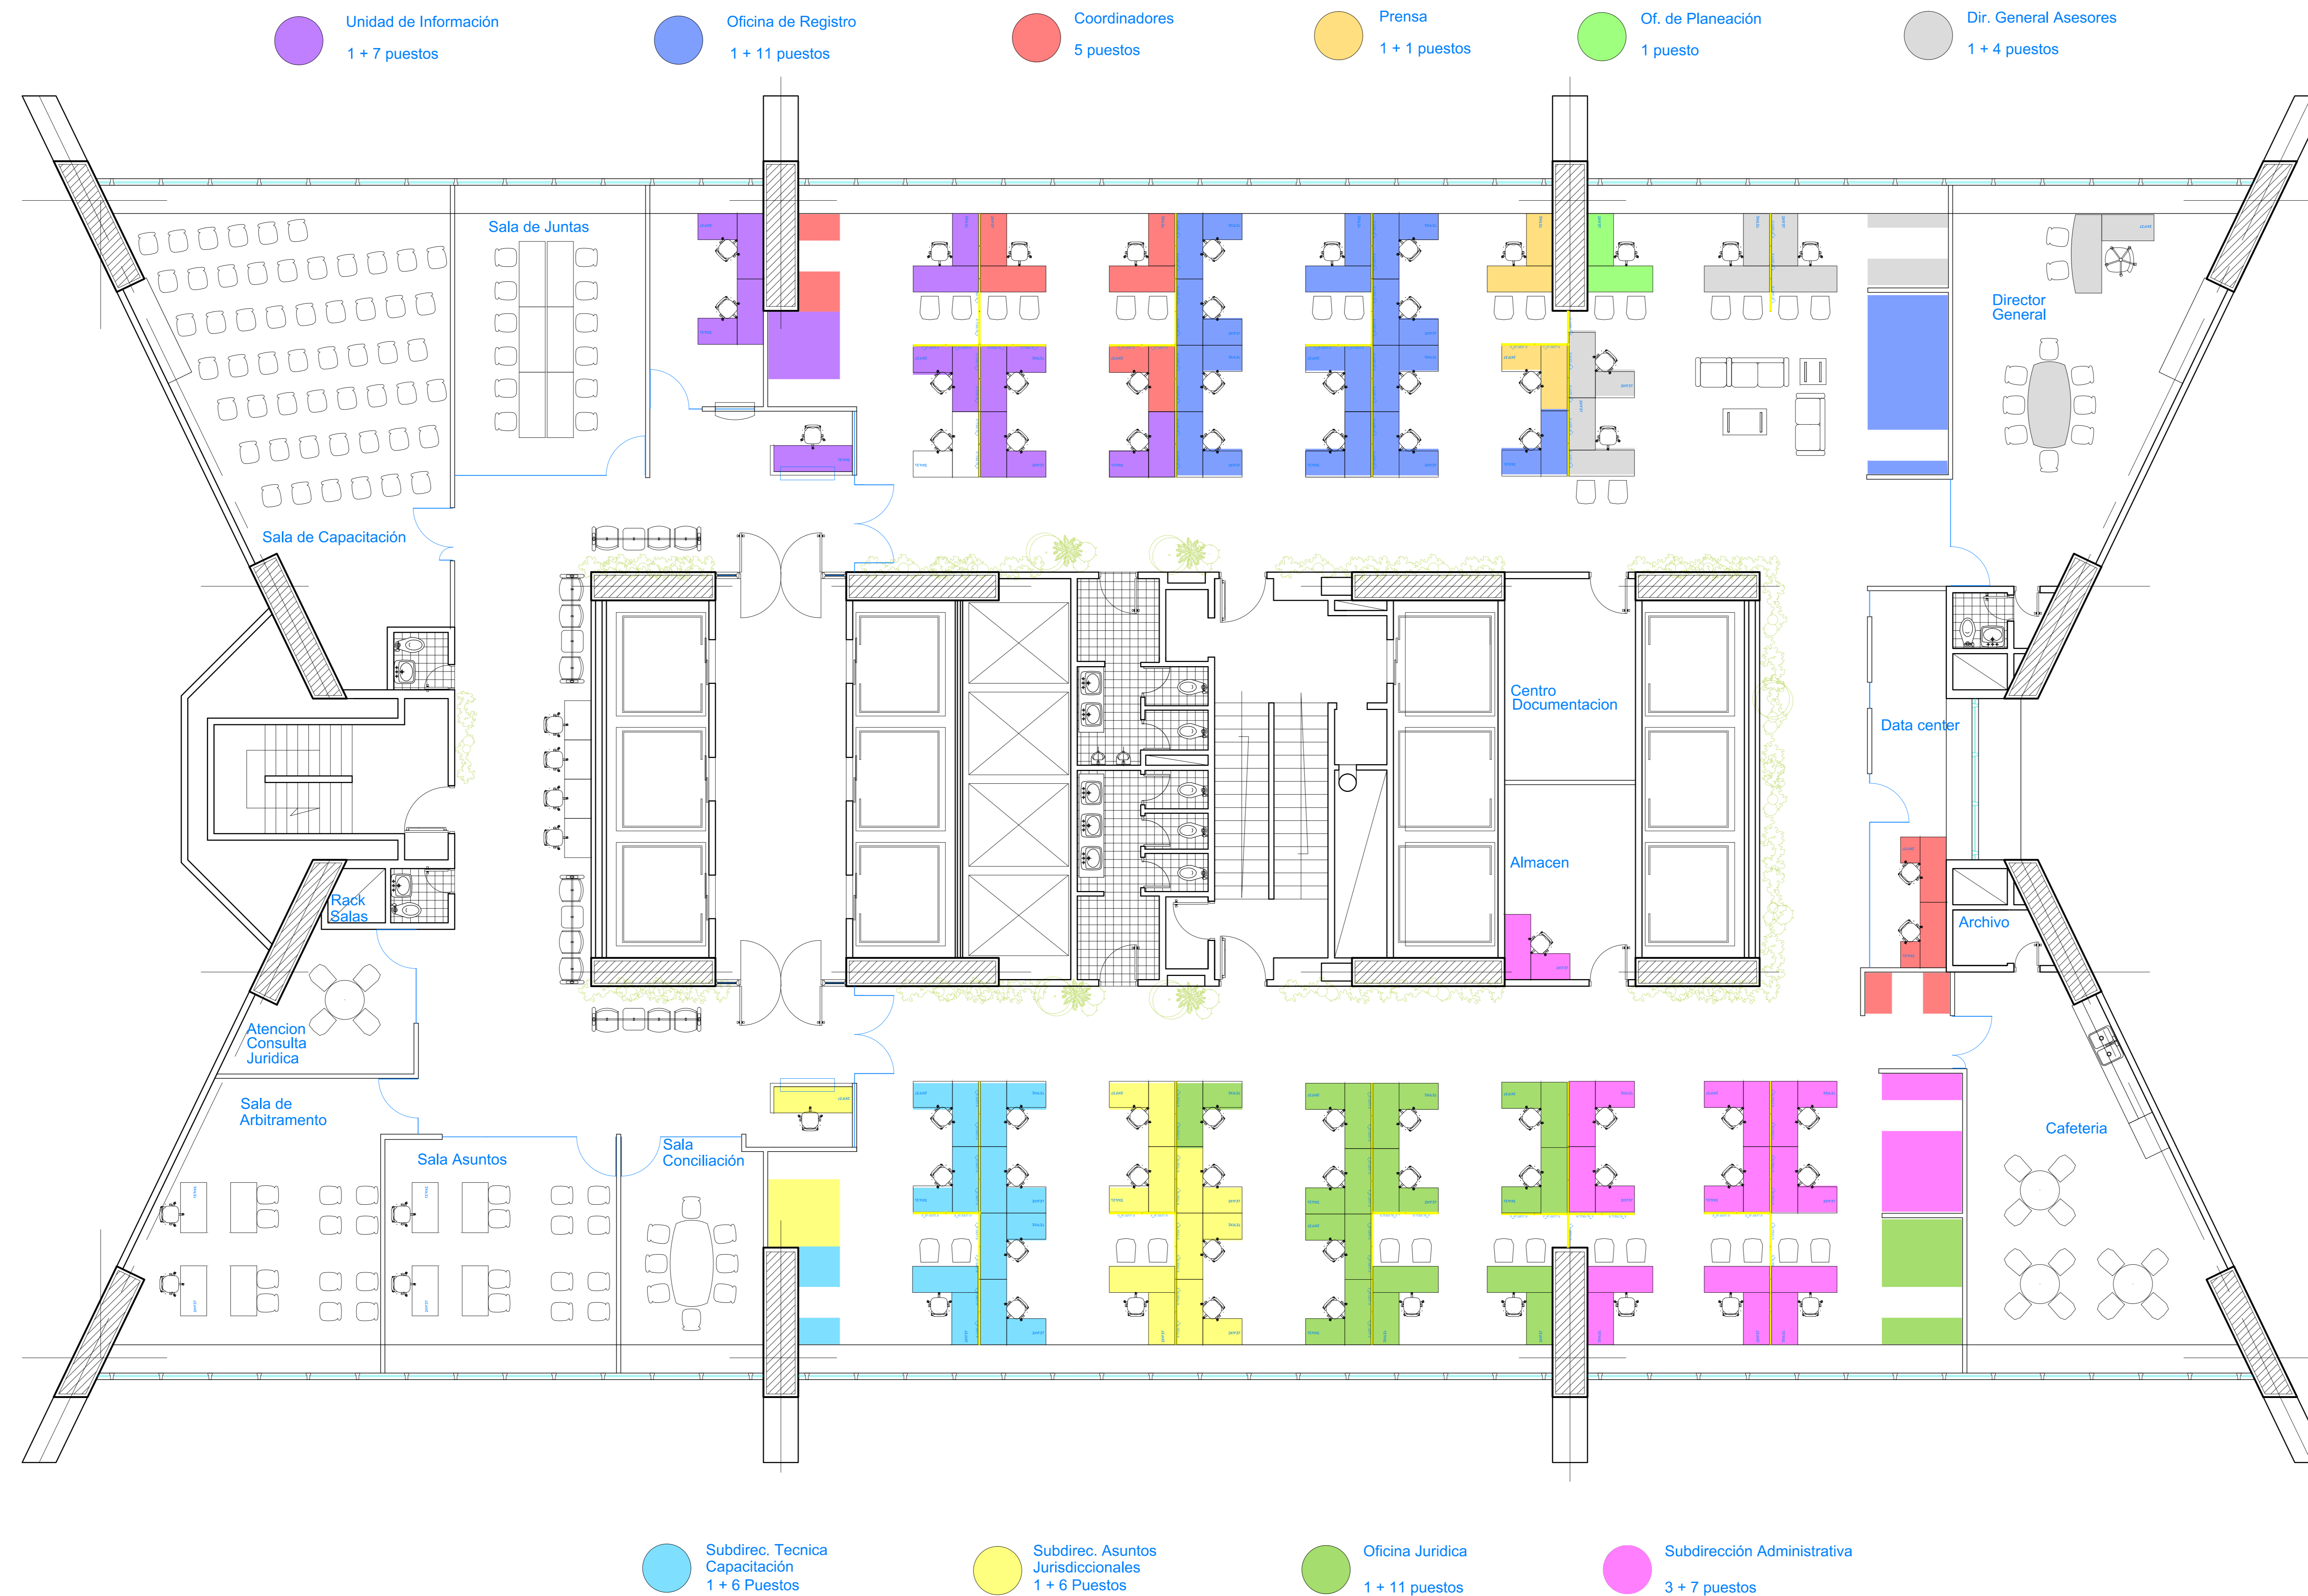 Unidad de Información
1 + 7 puestos
Oficina de Registro
1 + 11 puestos
Coordinadores
5 puestos
Prensa
1 + 1 puestos
Of. de Planeación
1 puesto
Dir. General Asesores
1 + 4 puestos
Sala de Juntas
Director
General
Sala de Capacitación
Centro
Documentacion
Data center
Almacen
Rack
Salas
Archivo
Atencion
Consulta
Juridica
Sala de
Arbitramento
Sala Asuntos
Sala
Conciliación
Cafeteria
Subdirec. Tecnica
Capacitación
1 + 6 Puestos
Subdirec. Asuntos
Jurisdiccionales
1 + 6 Puestos
Oficina Juridica
1 + 11 puestos
Subdirección Administrativa
3 + 7 puestos